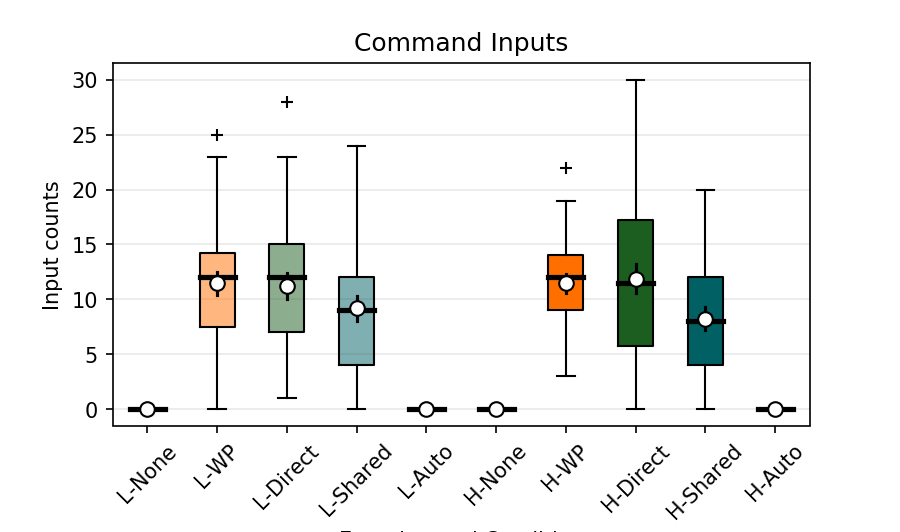 Command Inputs
Input counts
30
25
20
15
10
5
0
L-None
L-WP
L-Direct
L-Shared
L-Auto
H-None
H-WP
H-Direct
H-Shared
H-Auto